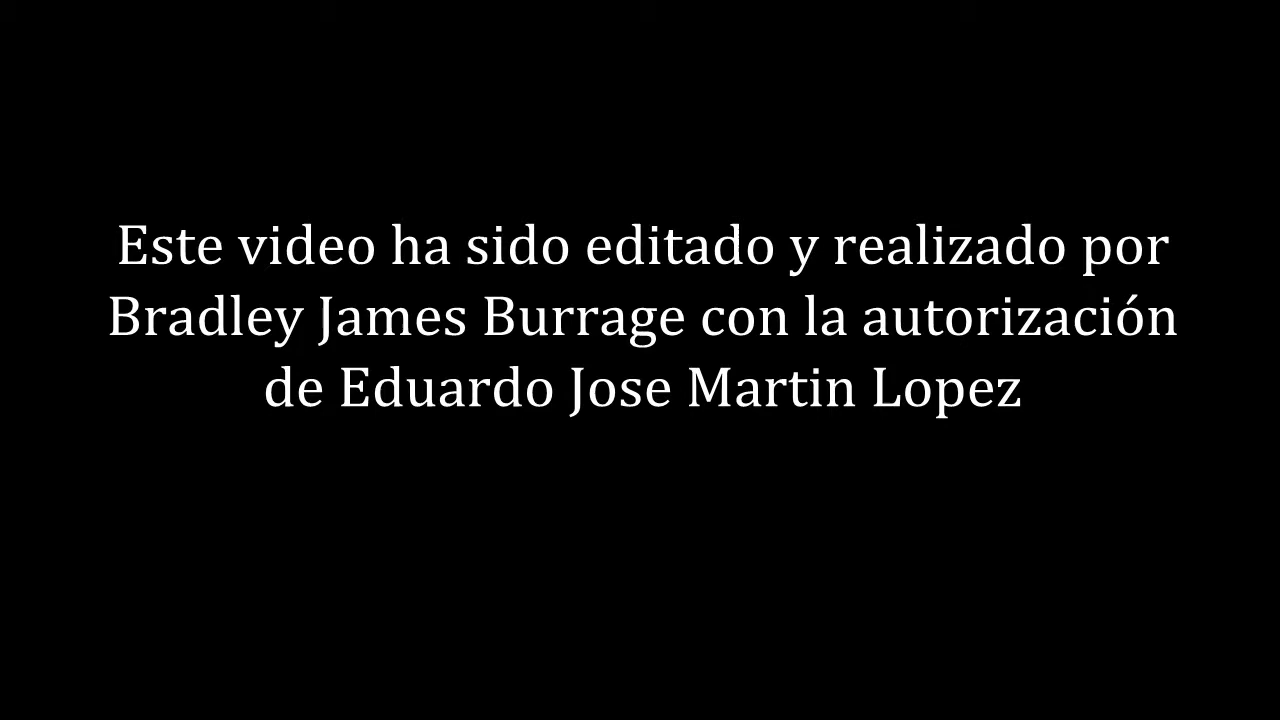 Este video ha sido editado y realizado por
Bradley James Burrage con la autorización
de Eduardo Jose Martin Lopez